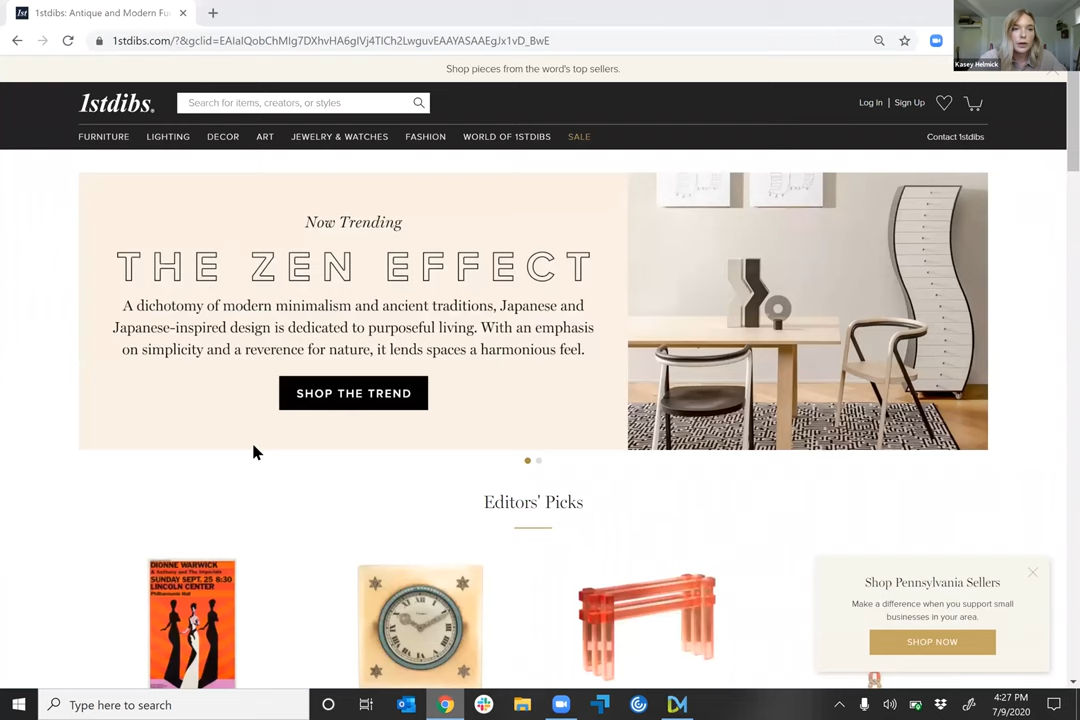 1stdibs: Antique and Modern Fu
1stdibs.com/?&gclid=EAIaIQobChMIg7DXhvHA6gIVj4TICh2LwguvEAAYASAAEgJx1vD_BwE
Kasey Helmick
Shop pieces from the word's top sellers.
1stdibs.
Search for items, creators, or styles
Log In | Sign Up
FURNITURE LIGHTING DECOR ART JEWELRY & WATCHES FASHION WORLD OF 1STDIBS SALE
Contact 1stdibs
Now Trending
THE ZEN EFFECT
A dichotomy of modern minimalism and ancient traditions, Japanese and
Japanese-inspired design is dedicated to purposeful living. With an emphasis
on simplicity and a reverence for nature, it lends spaces a harmonious feel.
SHOP THE TREND
Editors' Picks
DIONNE WARWICK
& Anthony and The Imperials
SUNDAY SEPT. 25 8:30
LINCOLN CENTER
Philharmonic Hall
Shop Pennsylvania Sellers
Make a difference when you support small
businesses in your area.
SHOP NOW
Type here to search
4:27 PM
7/9/2020